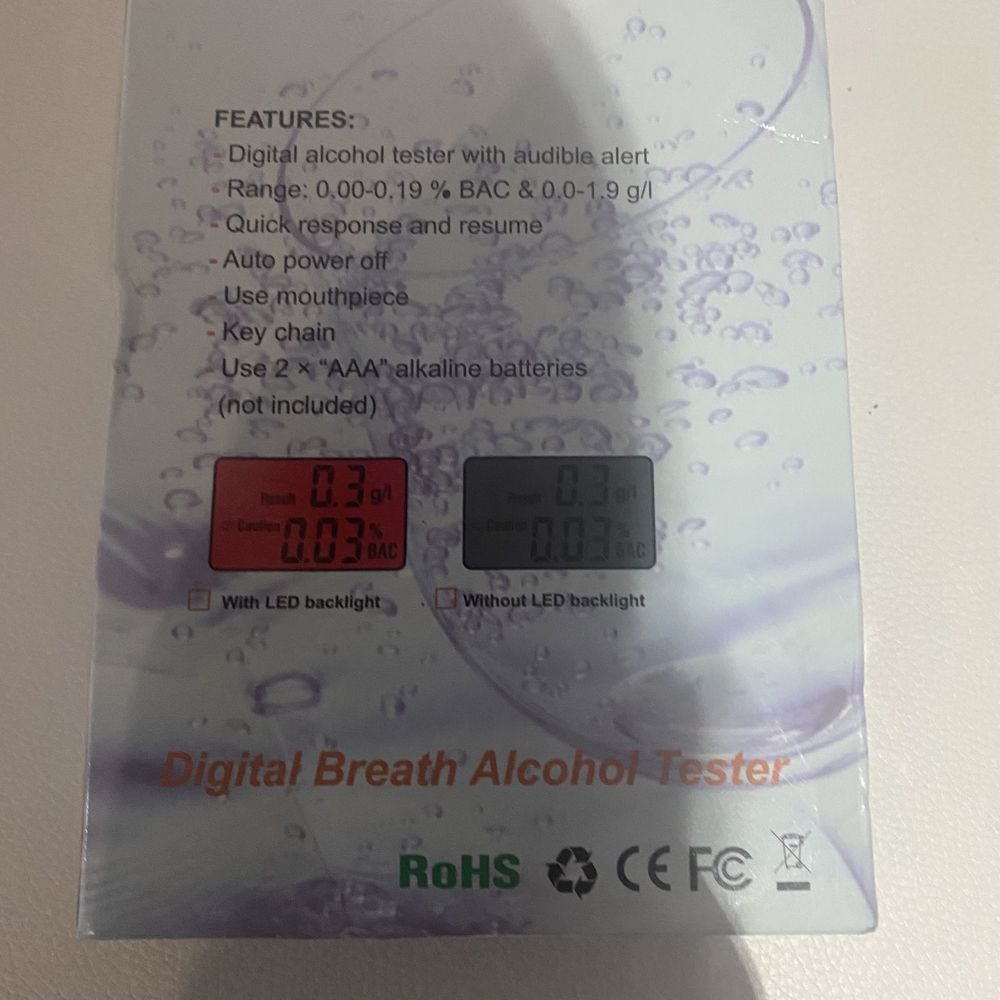 FEATURES:
- Digital alcohol tester with audible alert
- Range: 0.00-0.19 % BAC & 0.0-1.9 g/l
- Quick response and resume
- Auto power off
- Use mouthpiece
- Key chain
- Use 2 × “AAA” alkaline batteries
(not included)
Result 0.3 g/l
Caution 0.03 % BAC
Result 0.3 g/l
Caution 0.03 % BAC
With LED backlight
Without LED backlight
Digital Breath Alcohol Tester
RoHS CE FC